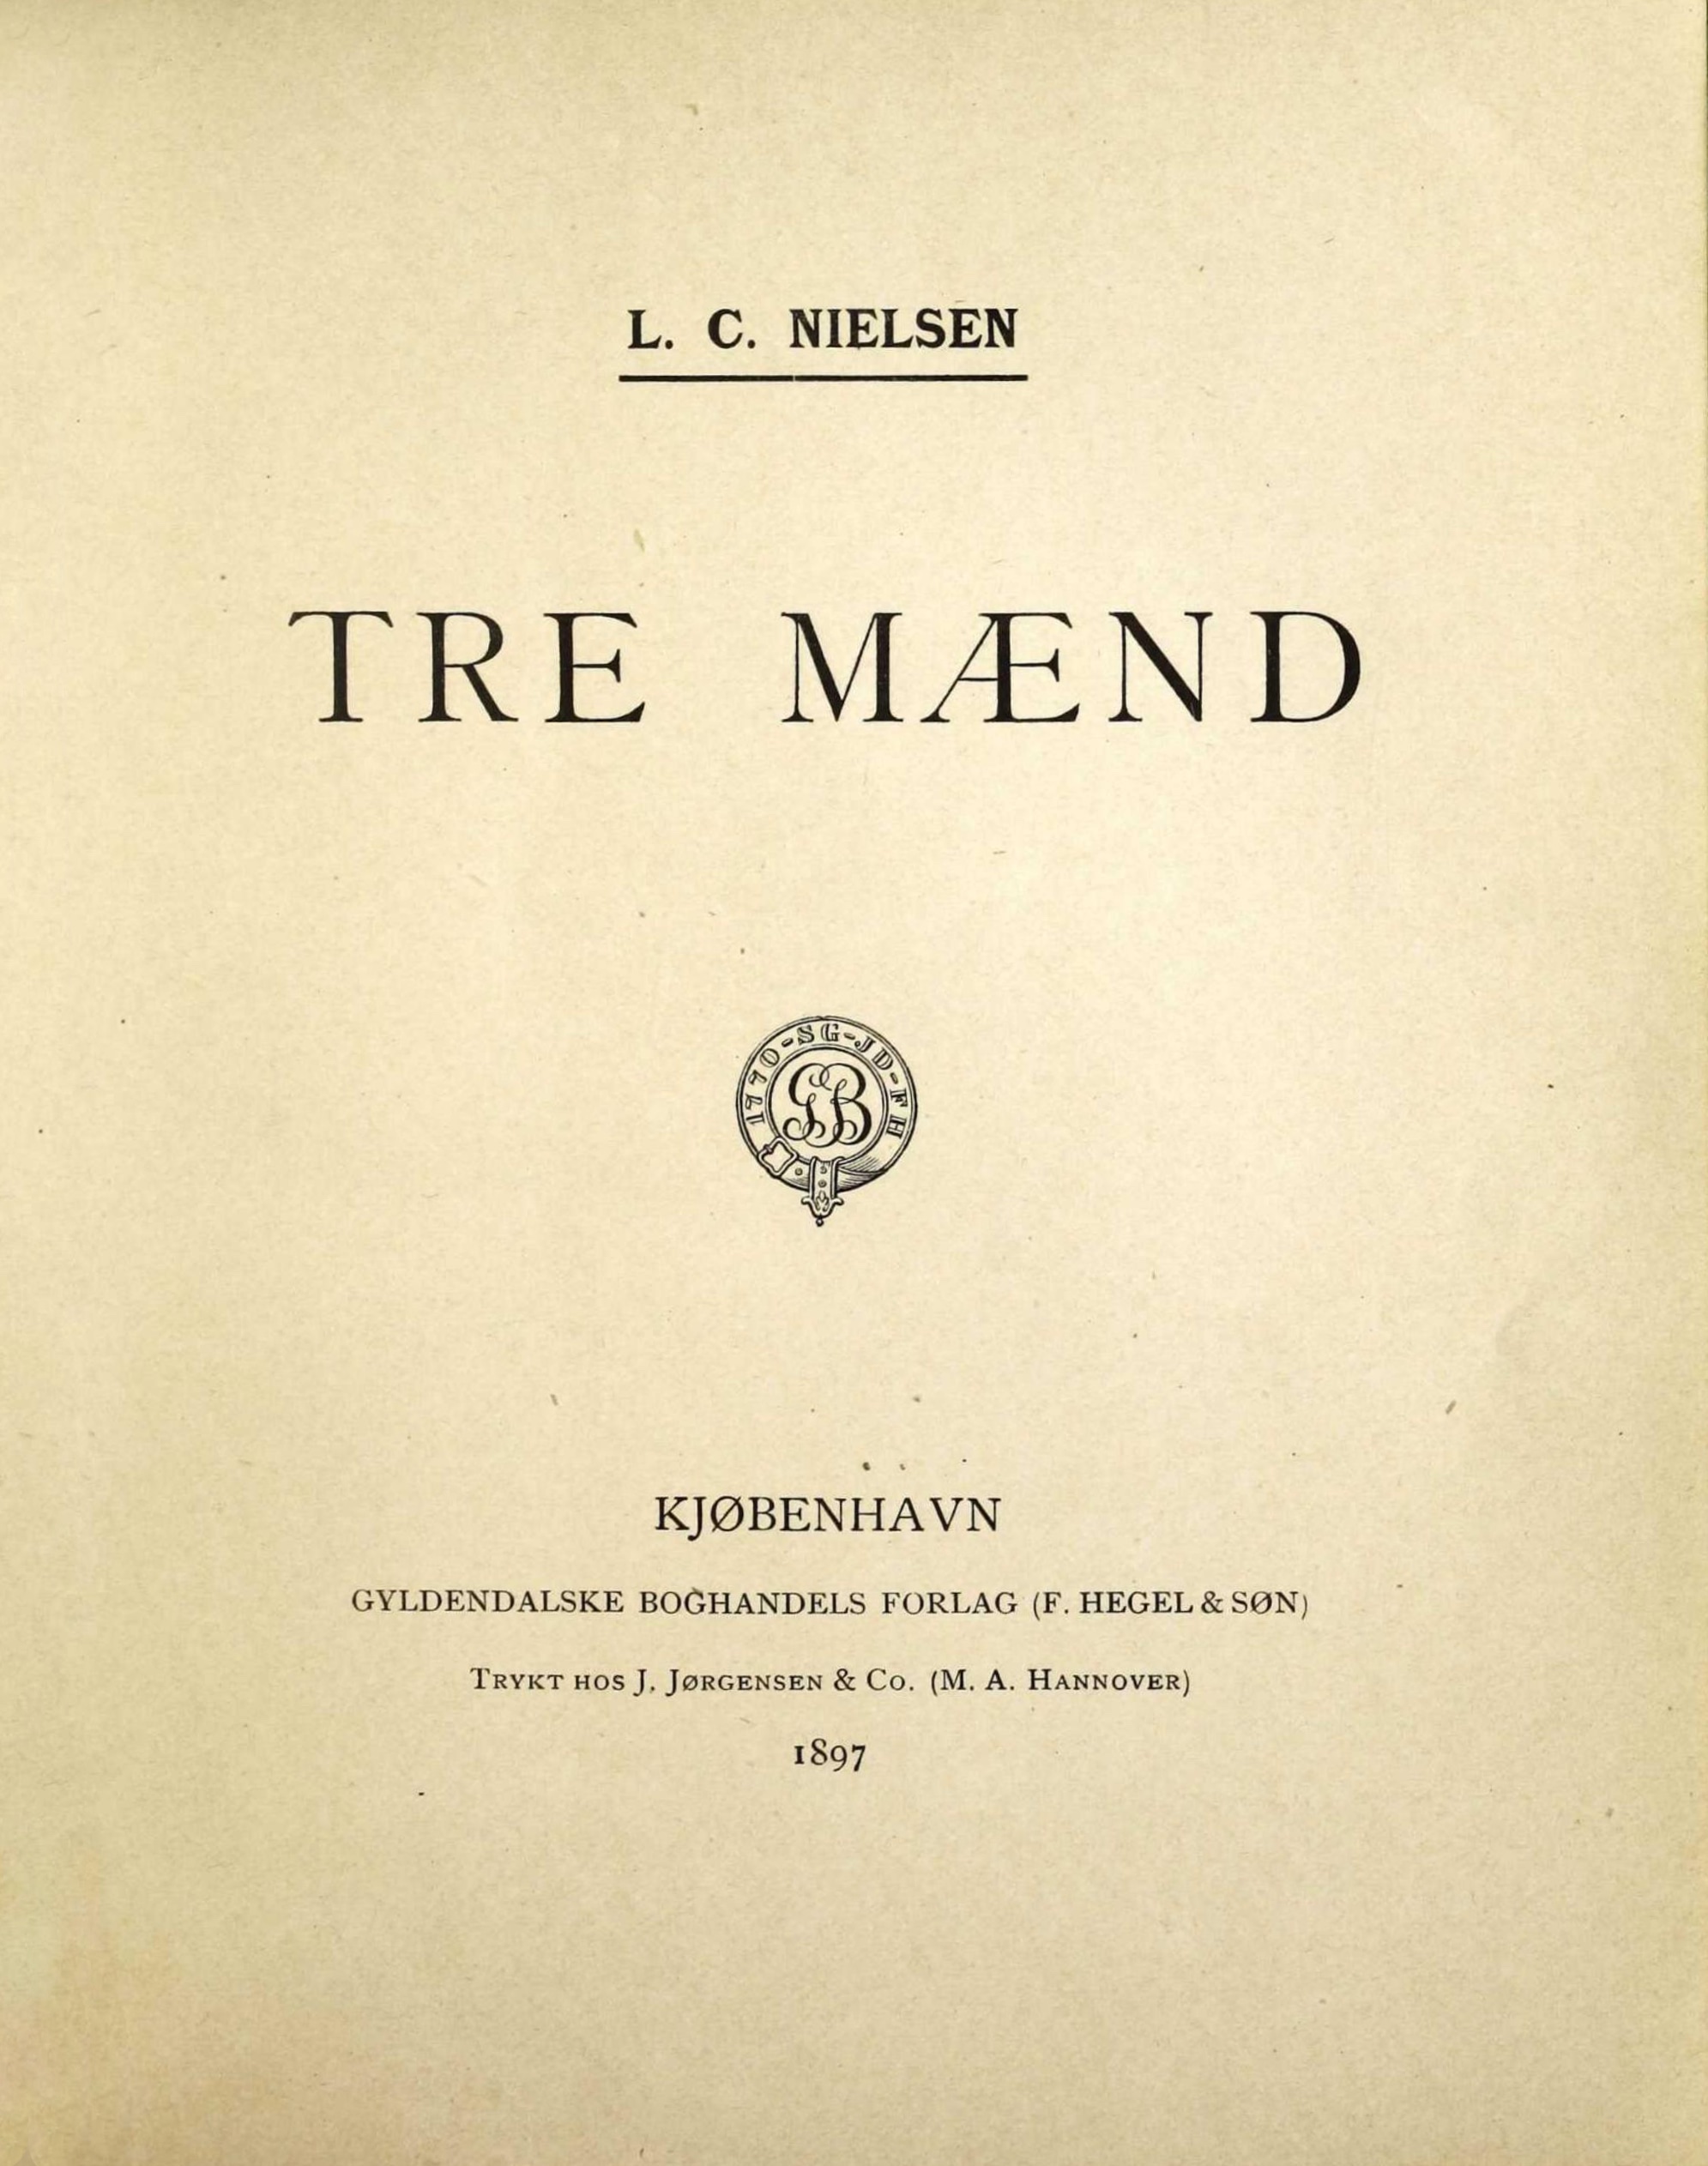 L. C. NIELSEN
TRE MÆND
1770-SG-JD-FH
GB
KJØBENHAVN
GYLDENDALSKE BOGHANDELS FORLAG (F. HEGEL & SØN)
TRYKT HOS J. JØRGENSEN & CO. (M. A. HANNOVER)
1897